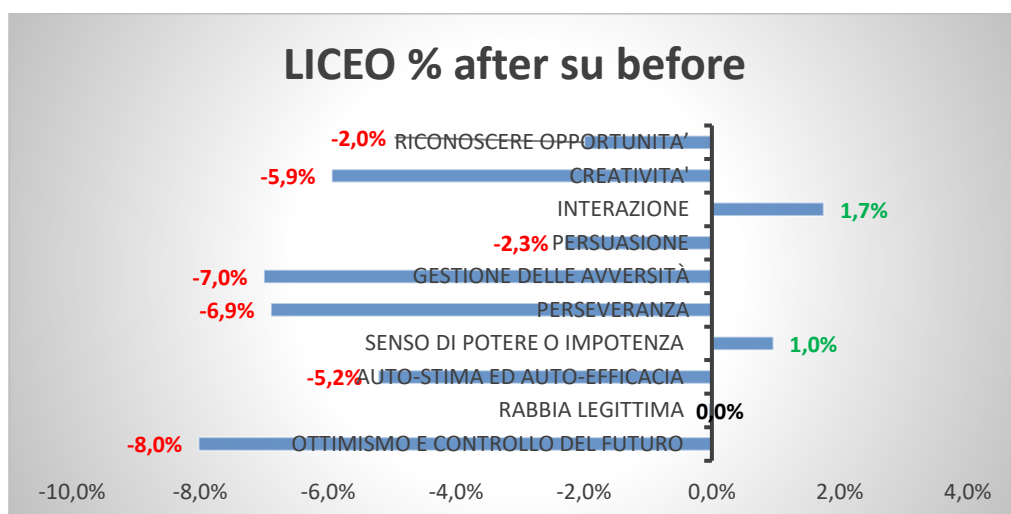 LICEO % after su before
-2,0% RICONOSCERE OPPORTUNITA’
-5,9% CREATIVITA'
INTERAZIONE 1,7%
-2,3% PERSUASIONE
-7,0% GESTIONE DELLE AVVERSITÀ
-6,9% PERSEVERANZA
SENSO DI POTERE O IMPOTENZA 1,0%
-5,2% AUTO-STIMA ED AUTO-EFFICACIA
RABBIA LEGITTIMA 0,0%
-8,0% OTTIMISMO E CONTROLLO DEL FUTURO
-10,0% -8,0% -6,0% -4,0% -2,0% 0,0% 2,0% 4,0%